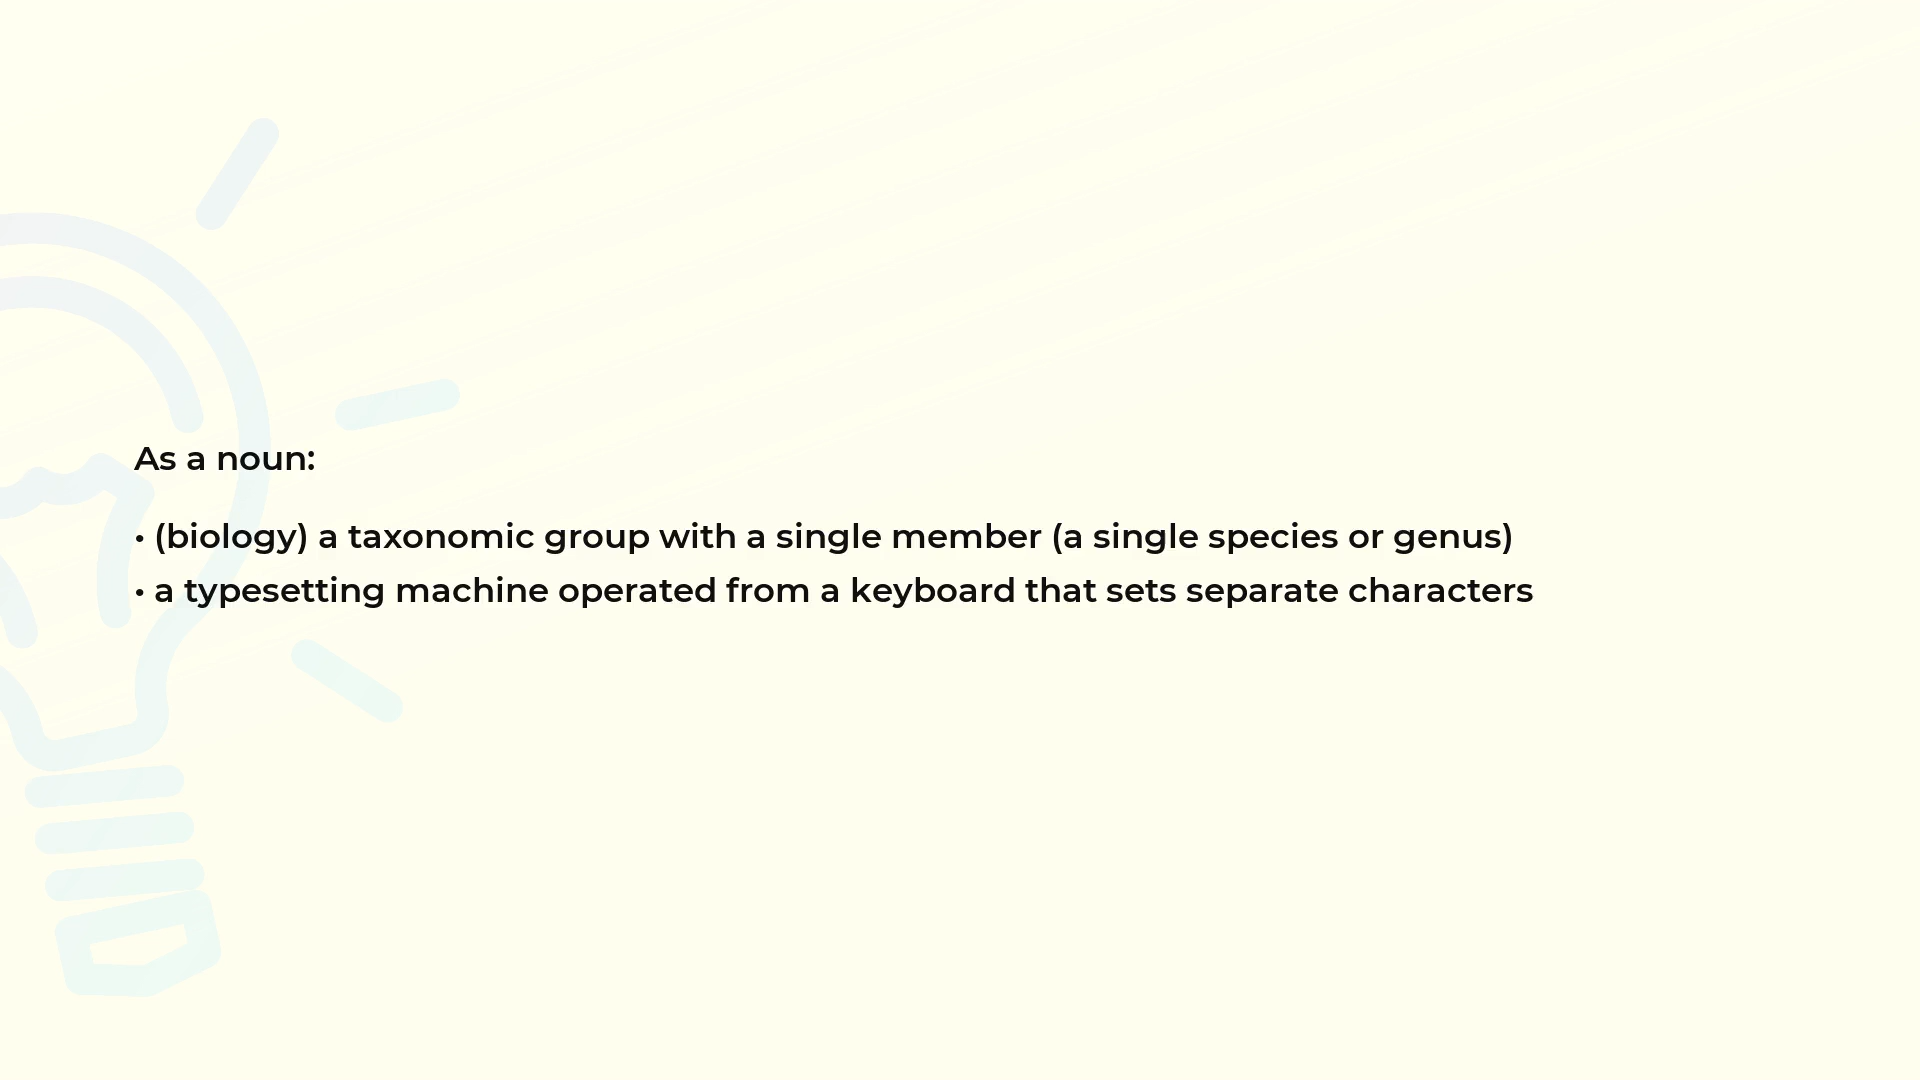 As a noun:
• (biology) a taxonomic group with a single member (a single species or genus)
• a typesetting machine operated from a keyboard that sets separate characters